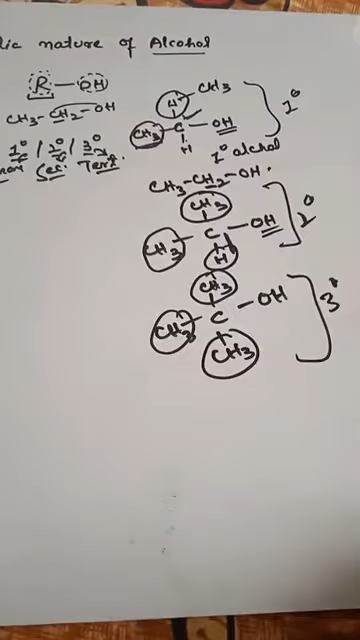 lic nature of Alcohol
R — OH
CH3-CH2-OH
1° / 2° / 3°
Sec. Tert.
H CH3
CH3 - C - OH
H
1°
1° alcohol
CH3-CH2-OH.
CH3
CH3 - C - OH
H
2°
CH3
CH3 - C - OH
CH3
3°